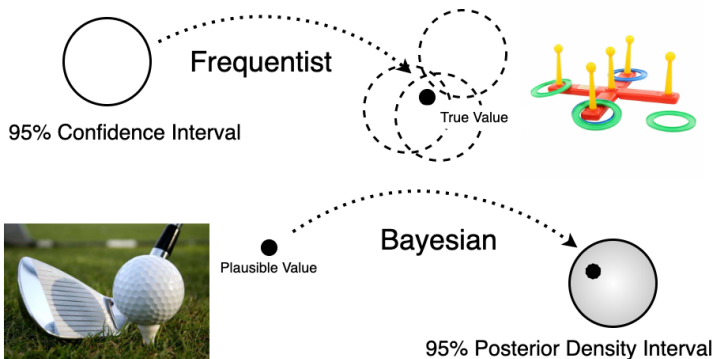 Frequentist
95% Confidence Interval
True Value
Plausible Value
Bayesian
95% Posterior Density Interval